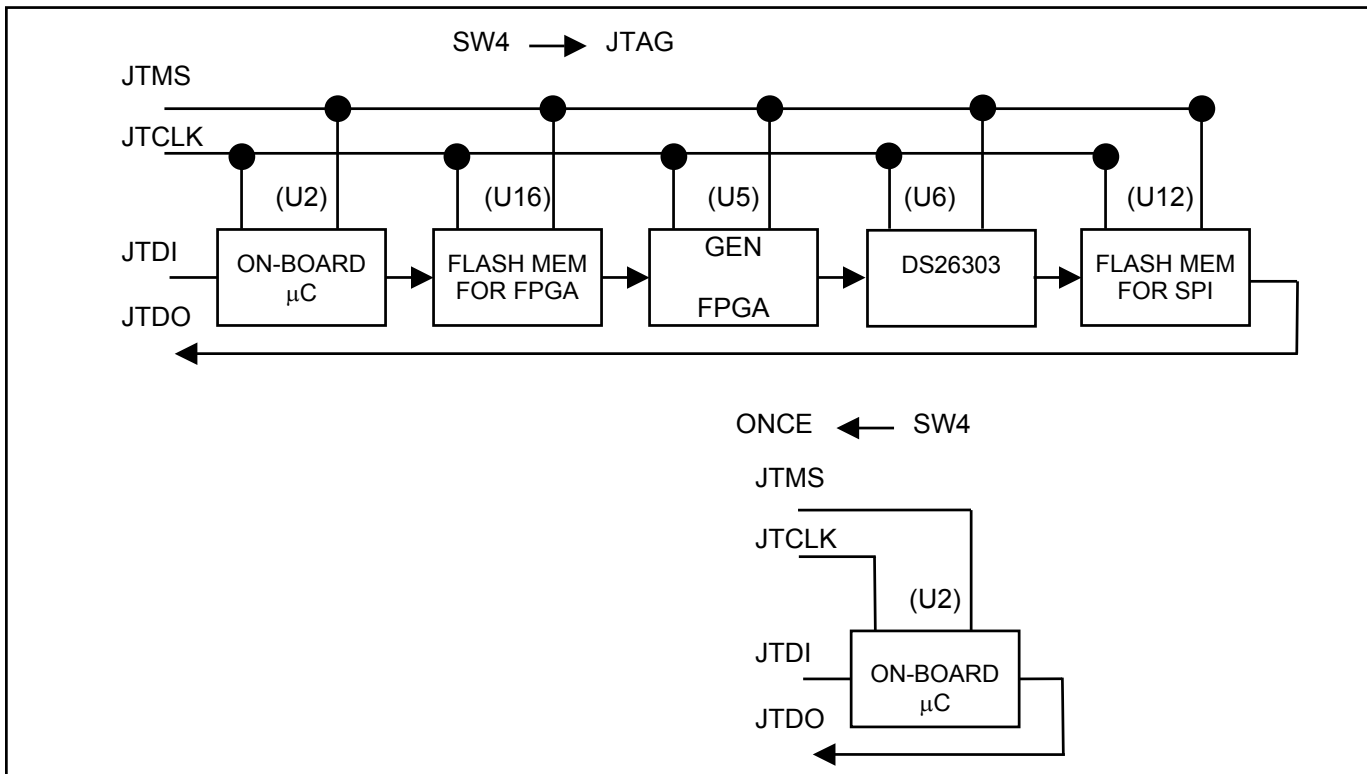 SW4 JTAG
JTMS
JTCLK
(U2) (U16) (U5) (U6) (U12)
JTDI
ON-BOARD
μC
FLASH MEM
FOR FPGA
GEN
FPGA
DS26303
FLASH MEM
FOR SPI
JTDO
ONCE SW4
JTMS
JTCLK
(U2)
JTDI
ON-BOARD
μC
JTDO